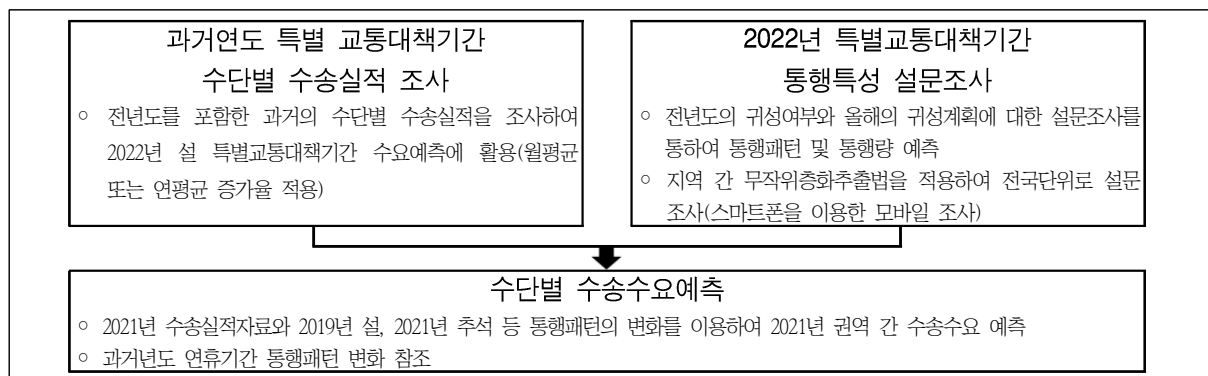 과거연도 특별 교통대책기간
수단별 수송실적 조사
○ 전년도를 포함한 과거의 수단별 수송실적을 조사하여
2022년 설 특별교통대책기간 수요예측에 활용(월평균
또는 연평균 증가율 적용)
2022년 특별교통대책기간
통행특성 설문조사
○ 전년도의 귀성여부와 올해의 귀성계획에 대한 설문조사를
통하여 통행패턴 및 통행량 예측
○ 지역 간 무작위층화추출법을 적용하여 전국단위로 설문
조사(스마트폰을 이용한 모바일 조사)
수단별 수송수요예측
○ 2021년 수송실적자료와 2019년 설, 2021년 추석 등 통행패턴의 변화를 이용하여 2021년 권역 간 수송수요 예측
○ 과거년도 연휴기간 통행패턴 변화 참조